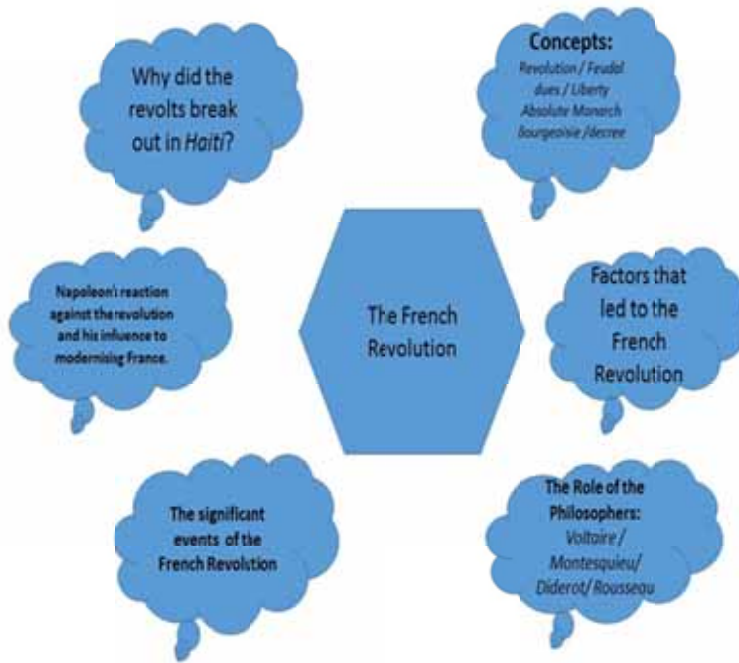 Why did the
revolts break
out in Haiti?
Concepts:
Revolution / Feudal
dues / Liberty
Absolute Monarch
Bourgeoisie /decree
Napoleon's reaction
against the revolution
and his infuence to
modernising France.
The French
Revolution
Factors that
led to the
French
Revolution
The significant
events of the
French Revolution
The Role of the
Philosophers:
Voltaire /
Montesquieu/
Diderot/ Rousseau